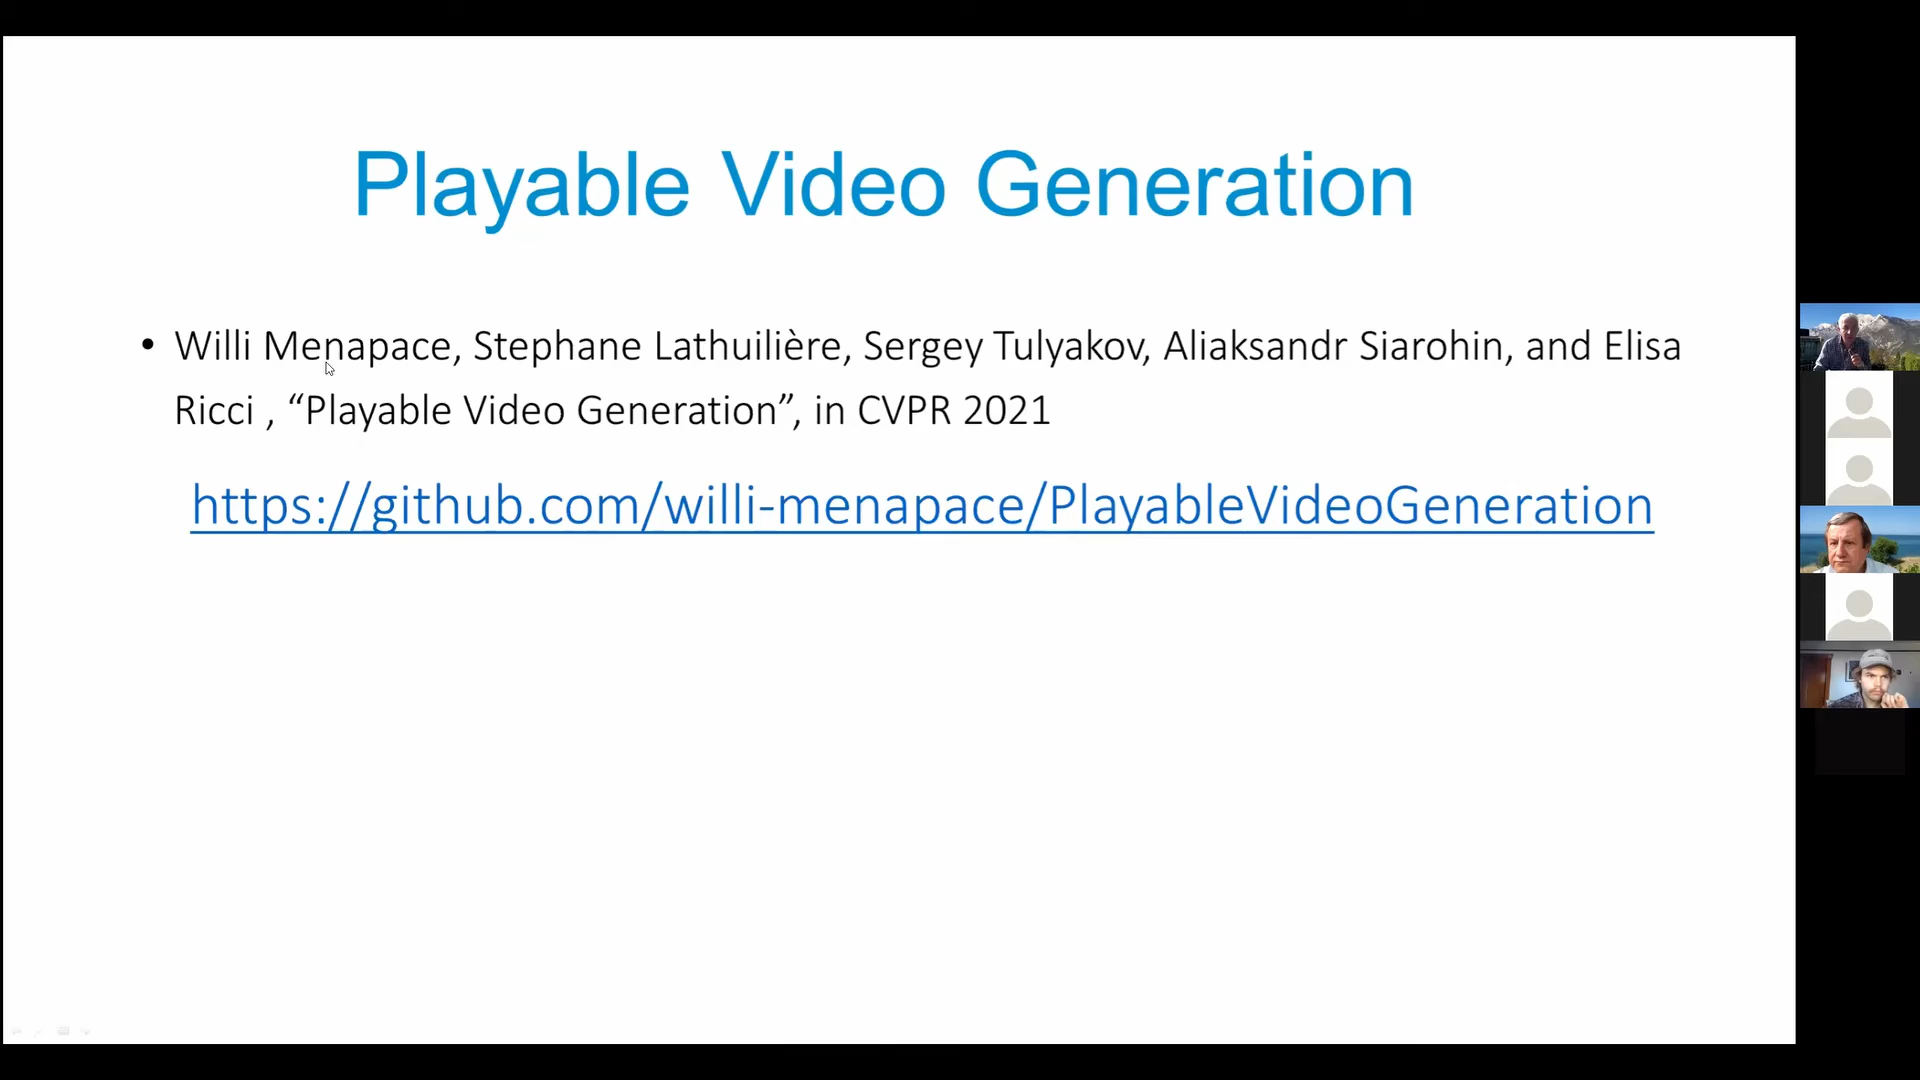 Playable Video Generation
• Willi Menapace, Stephane Lathuilière, Sergey Tulyakov, Aliaksandr Siarohin, and Elisa
Ricci , “Playable Video Generation”, in CVPR 2021
https://github.com/willi-menapace/PlayableVideoGeneration